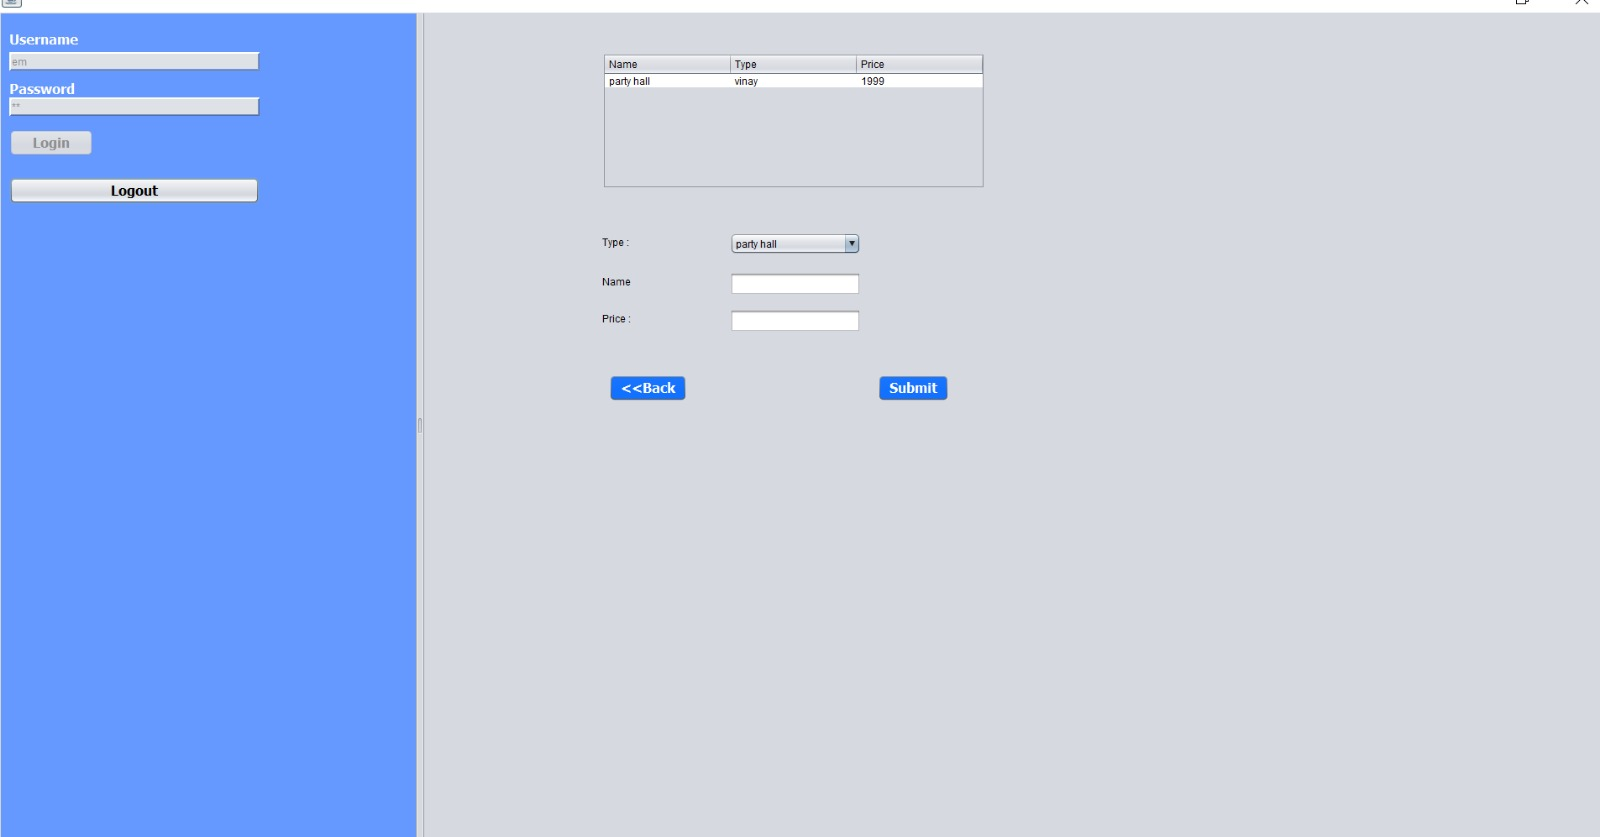 Username
em
Password
**
Login
Logout
Name Type Price
party hall vinay 1999
Type :
party hall
Name
Price :
<<Back
Submit